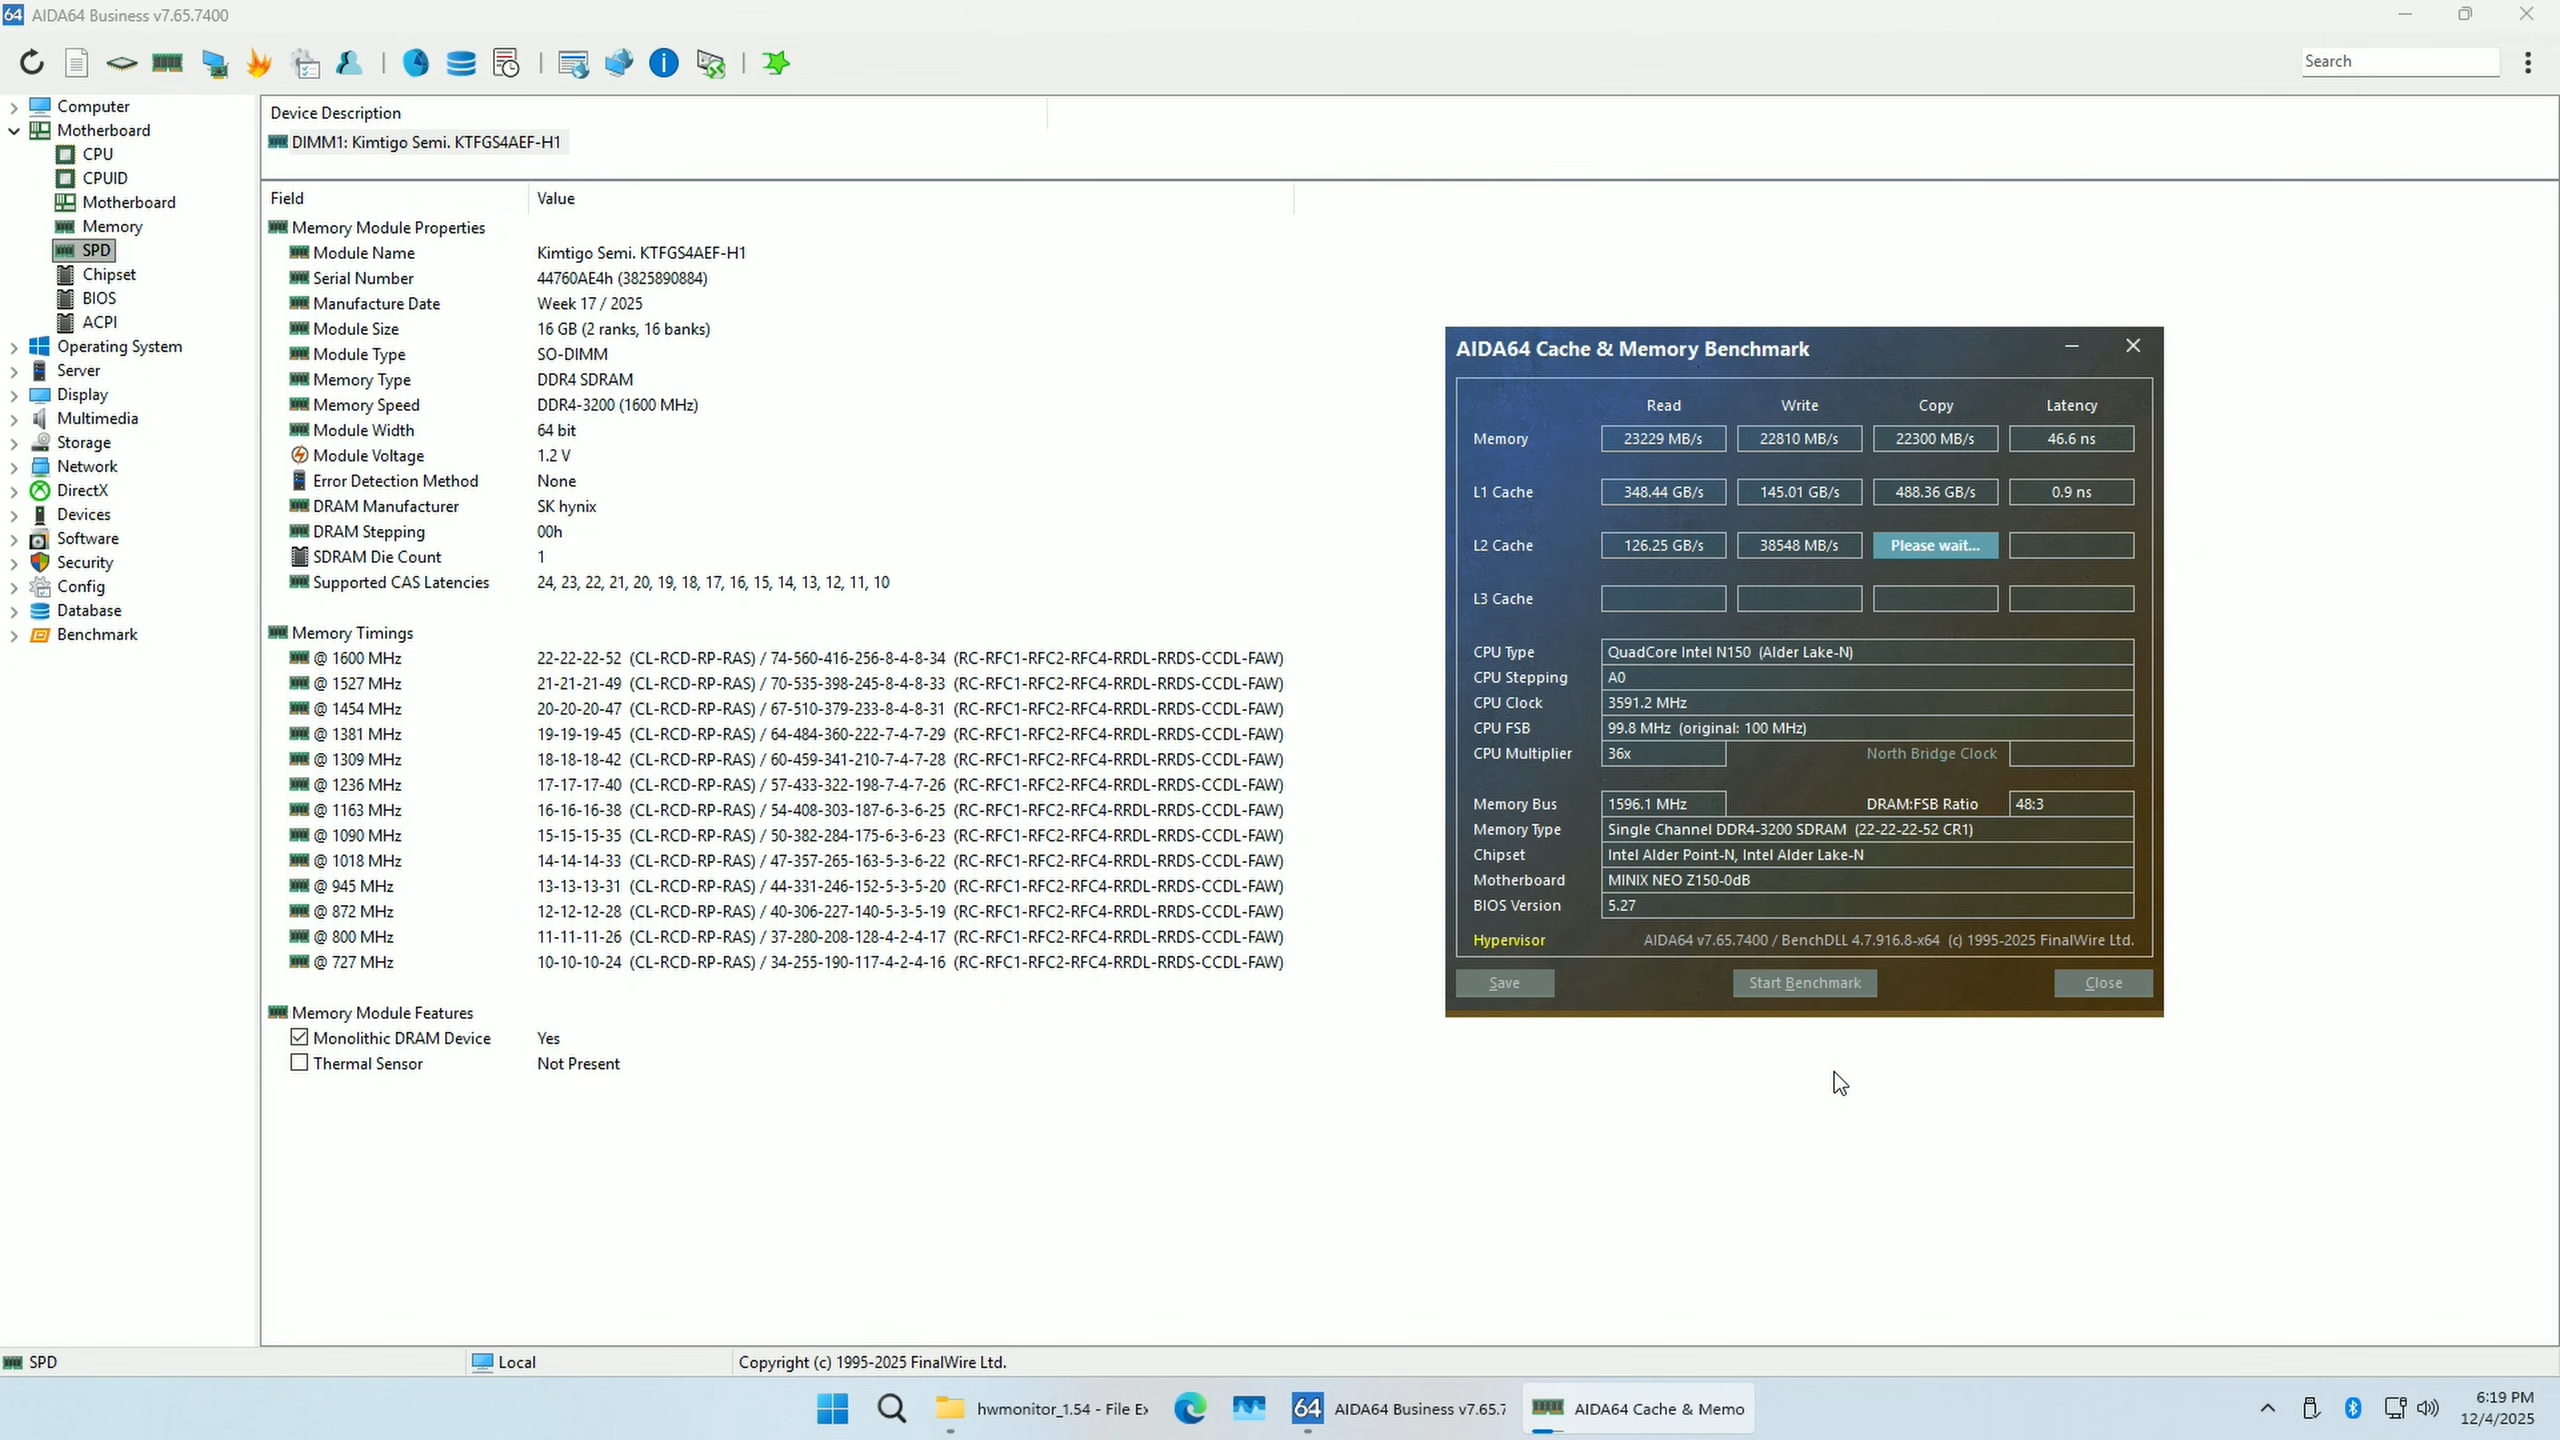 AIDA64 Business v7.65.7400
Search
Computer
Motherboard
CPU
CPUID
Motherboard
Memory
SPD
Chipset
BIOS
ACPI
Operating System
Server
Display
Multimedia
Storage
Network
DirectX
Devices
Software
Security
Config
Database
Benchmark
Device Description
DIMM1: Kimtigo Semi. KTFGS4AEF-H1
Field Value
Memory Module Properties
Module Name Kimtigo Semi. KTFGS4AEF-H1
Serial Number 44760AE4h (3825890884)
Manufacture Date Week 17 / 2025
Module Size 16 GB (2 ranks, 16 banks)
Module Type SO-DIMM
Memory Type DDR4 SDRAM
Memory Speed DDR4-3200 (1600 MHz)
Module Width 64 bit
Module Voltage 1.2 V
Error Detection Method None
DRAM Manufacturer SK hynix
DRAM Stepping 00h
SDRAM Die Count 1
Supported CAS Latencies 24, 23, 22, 21, 20, 19, 18, 17, 16, 15, 14, 13, 12, 11, 10
Memory Timings
@ 1600 MHz 22-22-22-52 (CL-RCD-RP-RAS) / 74-560-416-256-8-4-8-34 (RC-RFC1-RFC2-RFC4-RRDL-RRDS-CCDL-FAW)
@ 1527 MHz 21-21-21-49 (CL-RCD-RP-RAS) / 70-535-398-245-8-4-8-33 (RC-RFC1-RFC2-RFC4-RRDL-RRDS-CCDL-FAW)
@ 1454 MHz 20-20-20-47 (CL-RCD-RP-RAS) / 67-510-379-233-8-4-8-31 (RC-RFC1-RFC2-RFC4-RRDL-RRDS-CCDL-FAW)
@ 1381 MHz 19-19-19-45 (CL-RCD-RP-RAS) / 64-484-360-222-7-4-7-29 (RC-RFC1-RFC2-RFC4-RRDL-RRDS-CCDL-FAW)
@ 1309 MHz 18-18-18-42 (CL-RCD-RP-RAS) / 60-459-341-210-7-4-7-28 (RC-RFC1-RFC2-RFC4-RRDL-RRDS-CCDL-FAW)
@ 1236 MHz 17-17-17-40 (CL-RCD-RP-RAS) / 57-433-322-198-7-4-7-26 (RC-RFC1-RFC2-RFC4-RRDL-RRDS-CCDL-FAW)
@ 1163 MHz 16-16-16-38 (CL-RCD-RP-RAS) / 54-408-303-187-6-3-6-25 (RC-RFC1-RFC2-RFC4-RRDL-RRDS-CCDL-FAW)
@ 1090 MHz 15-15-15-35 (CL-RCD-RP-RAS) / 50-382-284-175-6-3-6-23 (RC-RFC1-RFC2-RFC4-RRDL-RRDS-CCDL-FAW)
@ 1018 MHz 14-14-14-33 (CL-RCD-RP-RAS) / 47-357-265-163-5-3-6-22 (RC-RFC1-RFC2-RFC4-RRDL-RRDS-CCDL-FAW)
@ 945 MHz 13-13-13-31 (CL-RCD-RP-RAS) / 44-331-246-152-5-3-5-20 (RC-RFC1-RFC2-RFC4-RRDL-RRDS-CCDL-FAW)
@ 872 MHz 12-12-12-28 (CL-RCD-RP-RAS) / 40-306-227-140-5-3-5-19 (RC-RFC1-RFC2-RFC4-RRDL-RRDS-CCDL-FAW)
@ 800 MHz 11-11-11-26 (CL-RCD-RP-RAS) / 37-280-208-128-4-2-4-17 (RC-RFC1-RFC2-RFC4-RRDL-RRDS-CCDL-FAW)
@ 727 MHz 10-10-10-24 (CL-RCD-RP-RAS) / 34-255-190-117-4-2-4-16 (RC-RFC1-RFC2-RFC4-RRDL-RRDS-CCDL-FAW)
Memory Module Features
Monolithic DRAM Device Yes
Thermal Sensor Not Present
AIDA64 Cache & Memory Benchmark
Read Write Copy Latency
Memory 23229 MB/s 22810 MB/s 22300 MB/s 46.6 ns
L1 Cache 348.44 GB/s 145.01 GB/s 488.36 GB/s 0.9 ns
L2 Cache 126.25 GB/s 38548 MB/s Please wait...
L3 Cache
CPU Type QuadCore Intel N150 (Alder Lake-N)
CPU Stepping A0
CPU Clock 3591.2 MHz
CPU FSB 99.8 MHz (original: 100 MHz)
CPU Multiplier 36x North Bridge Clock
Memory Bus 1596.1 MHz DRAM:FSB Ratio 48:3
Memory Type Single Channel DDR4-3200 SDRAM (22-22-22-52 CR1)
Chipset Intel Alder Point-N, Intel Alder Lake-N
Motherboard MINIX NEO Z150-0dB
BIOS Version 5.27
Hypervisor AIDA64 v7.65.7400 / BenchDLL 4.7.916.8-x64 (c) 1995-2025 FinalWire Ltd.
Save Start Benchmark Close
SPD Local Copyright (c) 1995-2025 FinalWire Ltd.
hwmonitor_1.54 - File Ex 64 AIDA64 Business v7.65.7 AIDA64 Cache & Memo
6:19 PM
12/4/2025